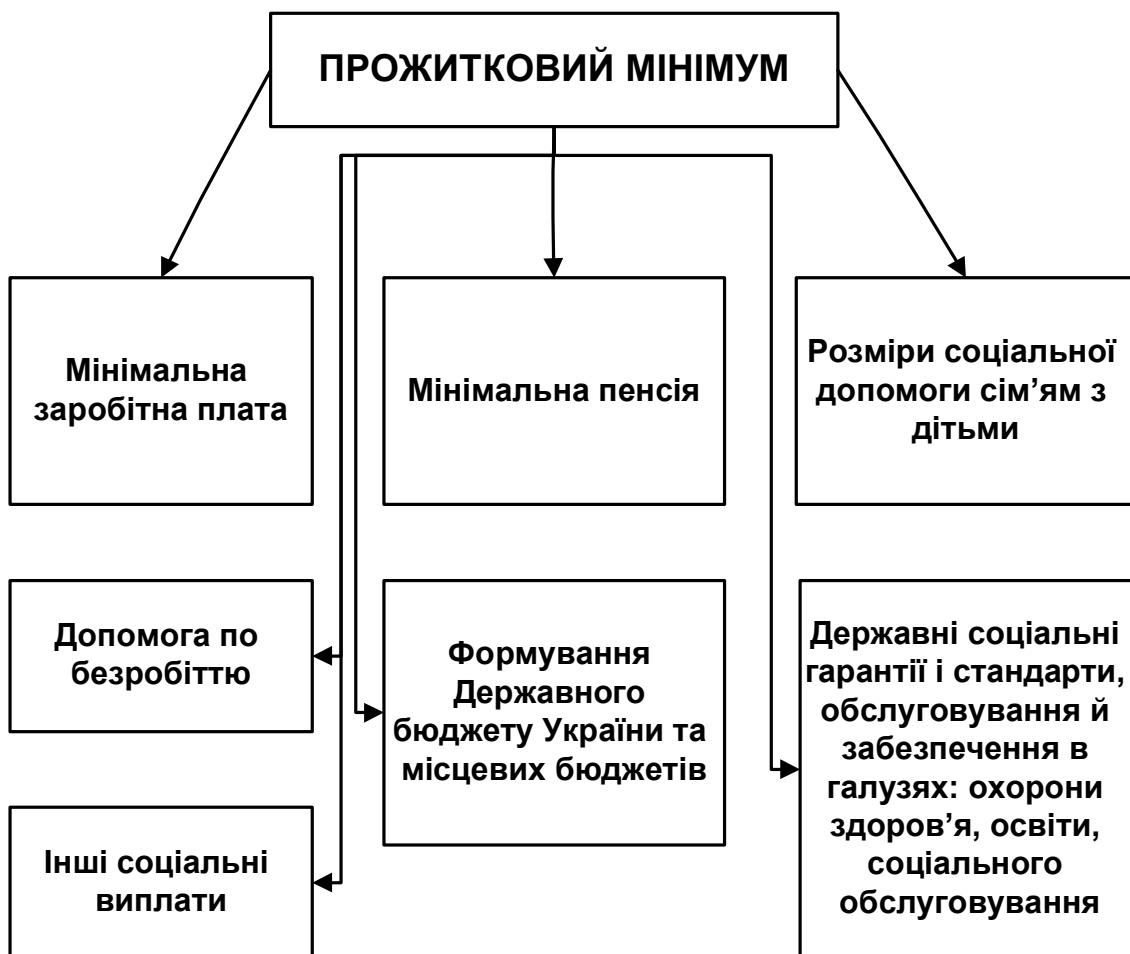 ПРОЖИТКОВИЙ МІНІМУМ
Мінімальна
заробітна плата
Мінімальна пенсія
Розміри соціальної
допомоги сім’ям з
дітьми
Допомога по
безробіттю
Формування
Державного
бюджету України та
місцевих бюджетів
Державні соціальні
гарантії і стандарти,
обслуговування й
забезпечення в
галузях: охорони
здоров’я, освіти,
соціального
обслуговування
Інші соціальні
виплати